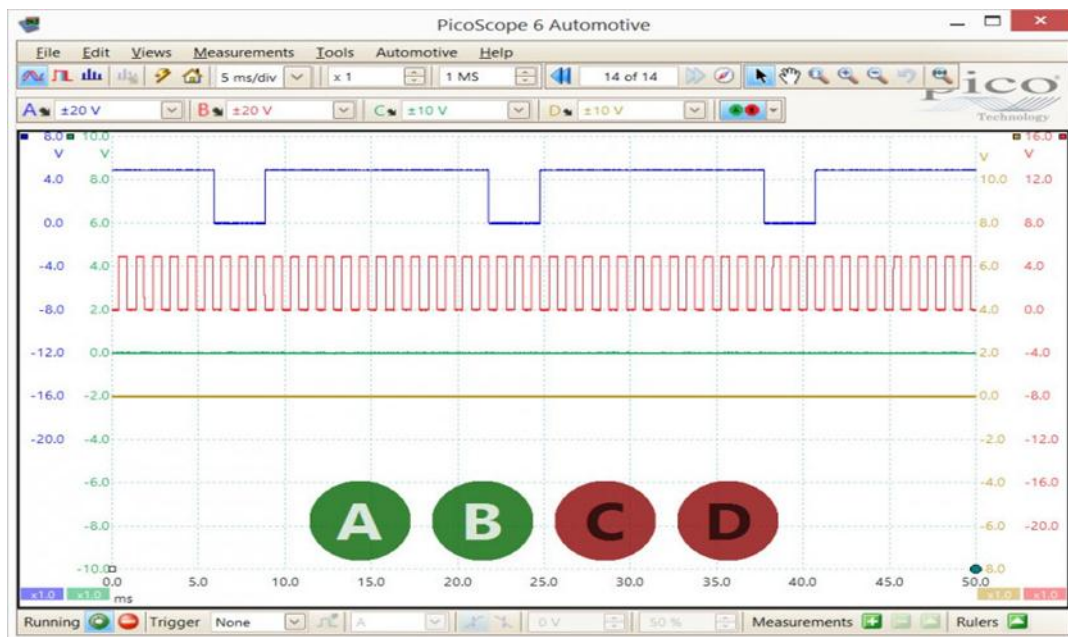 PicoScope 6 Automotive
File Edit Views Measurements Tools Automotive Help
5 ms/div x 1 1 MS 14 of 14
pico
Technology
A ±20 V B ±20 V C ±10 V D ±10 V
8.0 10.0 16.0
V V V V
4.0 8.0 10.0 12.0
0.0 6.0 8.0 8.0
-4.0 4.0 6.0 4.0
-8.0 2.0 4.0 0.0
-12.0 0.0 2.0 -4.0
-16.0 -2.0 0.0 -8.0
-20.0 -4.0 -2.0 -12.0
-6.0 -4.0 -16.0
A B C D
-8.0 -6.0 -20.0
-10.0 -8.0
x1.0 x1.0 0.0 5.0 10.0 15.0 20.0 25.0 30.0 35.0 40.0 45.0 50.0 x1.0 x1.0
ms
Running Trigger None A 0 V 50 % Measurements Rulers